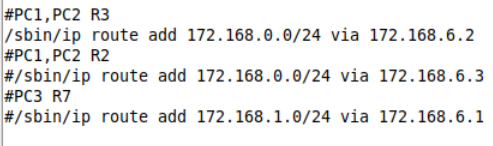 #PC1,PC2 R3
/sbin/ip route add 172.168.0.0/24 via 172.168.6.2
#PC1,PC2 R2
#/sbin/ip route add 172.168.0.0/24 via 172.168.6.3
#PC3 R7
#/sbin/ip route add 172.168.1.0/24 via 172.168.6.1